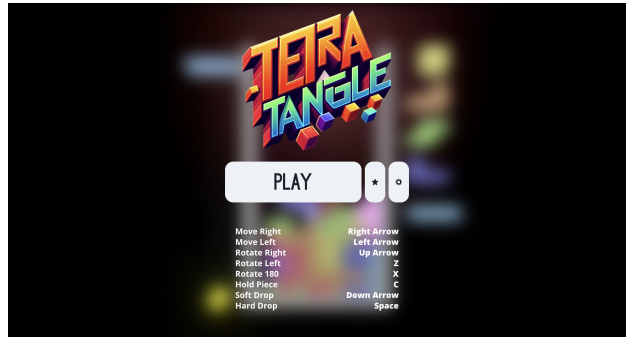 TETRA
TANGLE
PLAY
Move Right Right Arrow
Move Left Left Arrow
Rotate Right Up Arrow
Rotate Left Z
Rotate 180 X
Hold Piece C
Soft Drop Down Arrow
Hard Drop Space